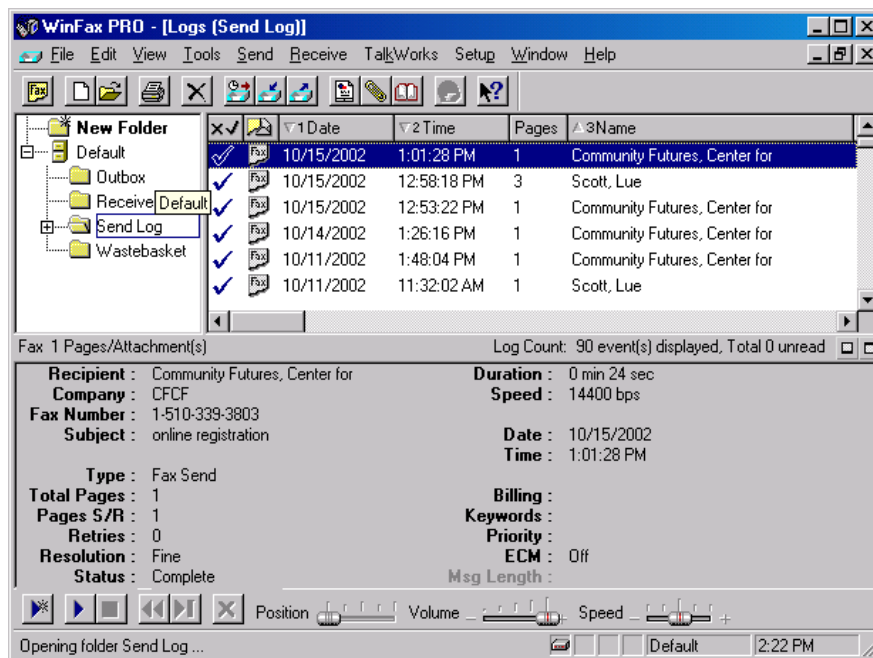 WinFax PRO - [Logs (Send Log)]
File Edit View Tools Send Receive TalkWorks Setup Window Help
Fax
New Folder
Default
Outbox
Receive
Default
Send Log
Wastebasket
1 Date 2 Time Pages 3 Name
Fax 10/15/2002 1:01:28 PM 1 Community Futures, Center for
Fax 10/15/2002 12:58:18 PM 3 Scott, Lue
Fax 10/15/2002 12:53:22 PM 1 Community Futures, Center for
Fax 10/14/2002 1:26:16 PM 1 Community Futures, Center for
Fax 10/11/2002 1:48:04 PM 1 Community Futures, Center for
Fax 10/11/2002 11:32:02 AM 1 Scott, Lue
Fax 1 Pages/Attachment(s) Log Count: 90 event(s) displayed, Total 0 unread
Recipient : Community Futures, Center for Duration : 0 min 24 sec
Company : CFCF Speed : 14400 bps
Fax Number : 1-510-339-3803
Subject : online registration Date : 10/15/2002
Time : 1:01:28 PM
Type : Fax Send
Total Pages : 1 Billing :
Pages S/R : 1 Keywords :
Retries : 0 Priority :
Resolution : Fine ECM : Off
Status : Complete Msg Length :
Position Volume - + Speed - +
Opening folder Send Log ... Default 2:22 PM